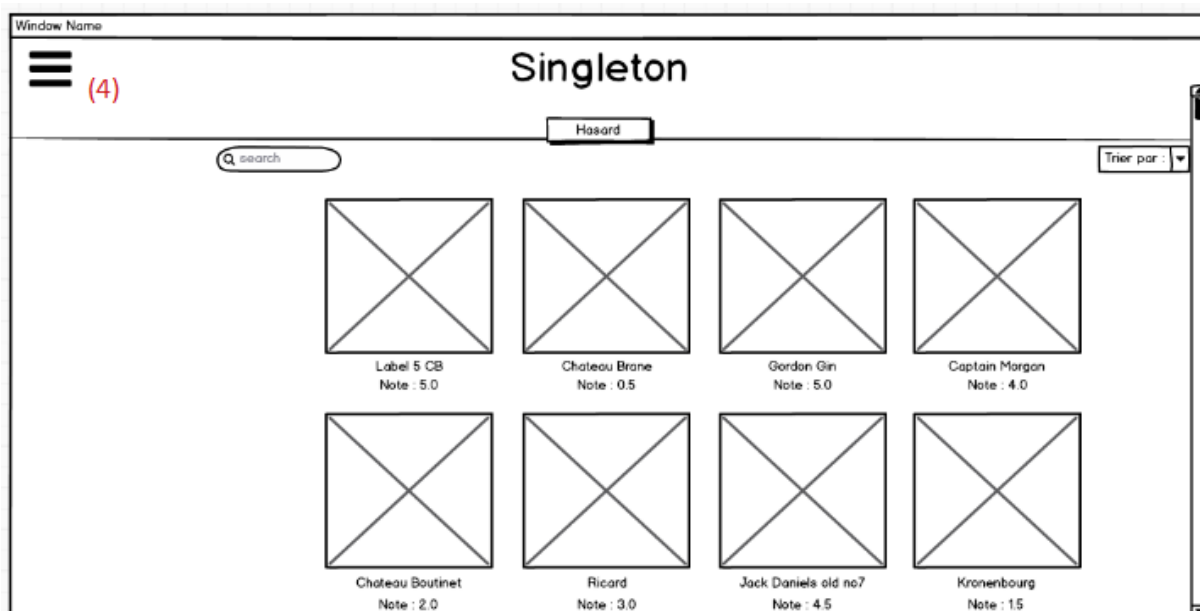 Window Name
(4)
Singleton
Hasard
search
Trier par :
Label 5 CB
Chateau Brane
Gordon Gin
Captain Morgan
Note : 5.0
Note : 0.5
Note : 5.0
Note : 4.0
Chateau Boutinet
Ricard
Jack Daniels old no7
Kronenbourg
Note : 2.0
Note : 3.0
Note : 4.5
Note : 1.5